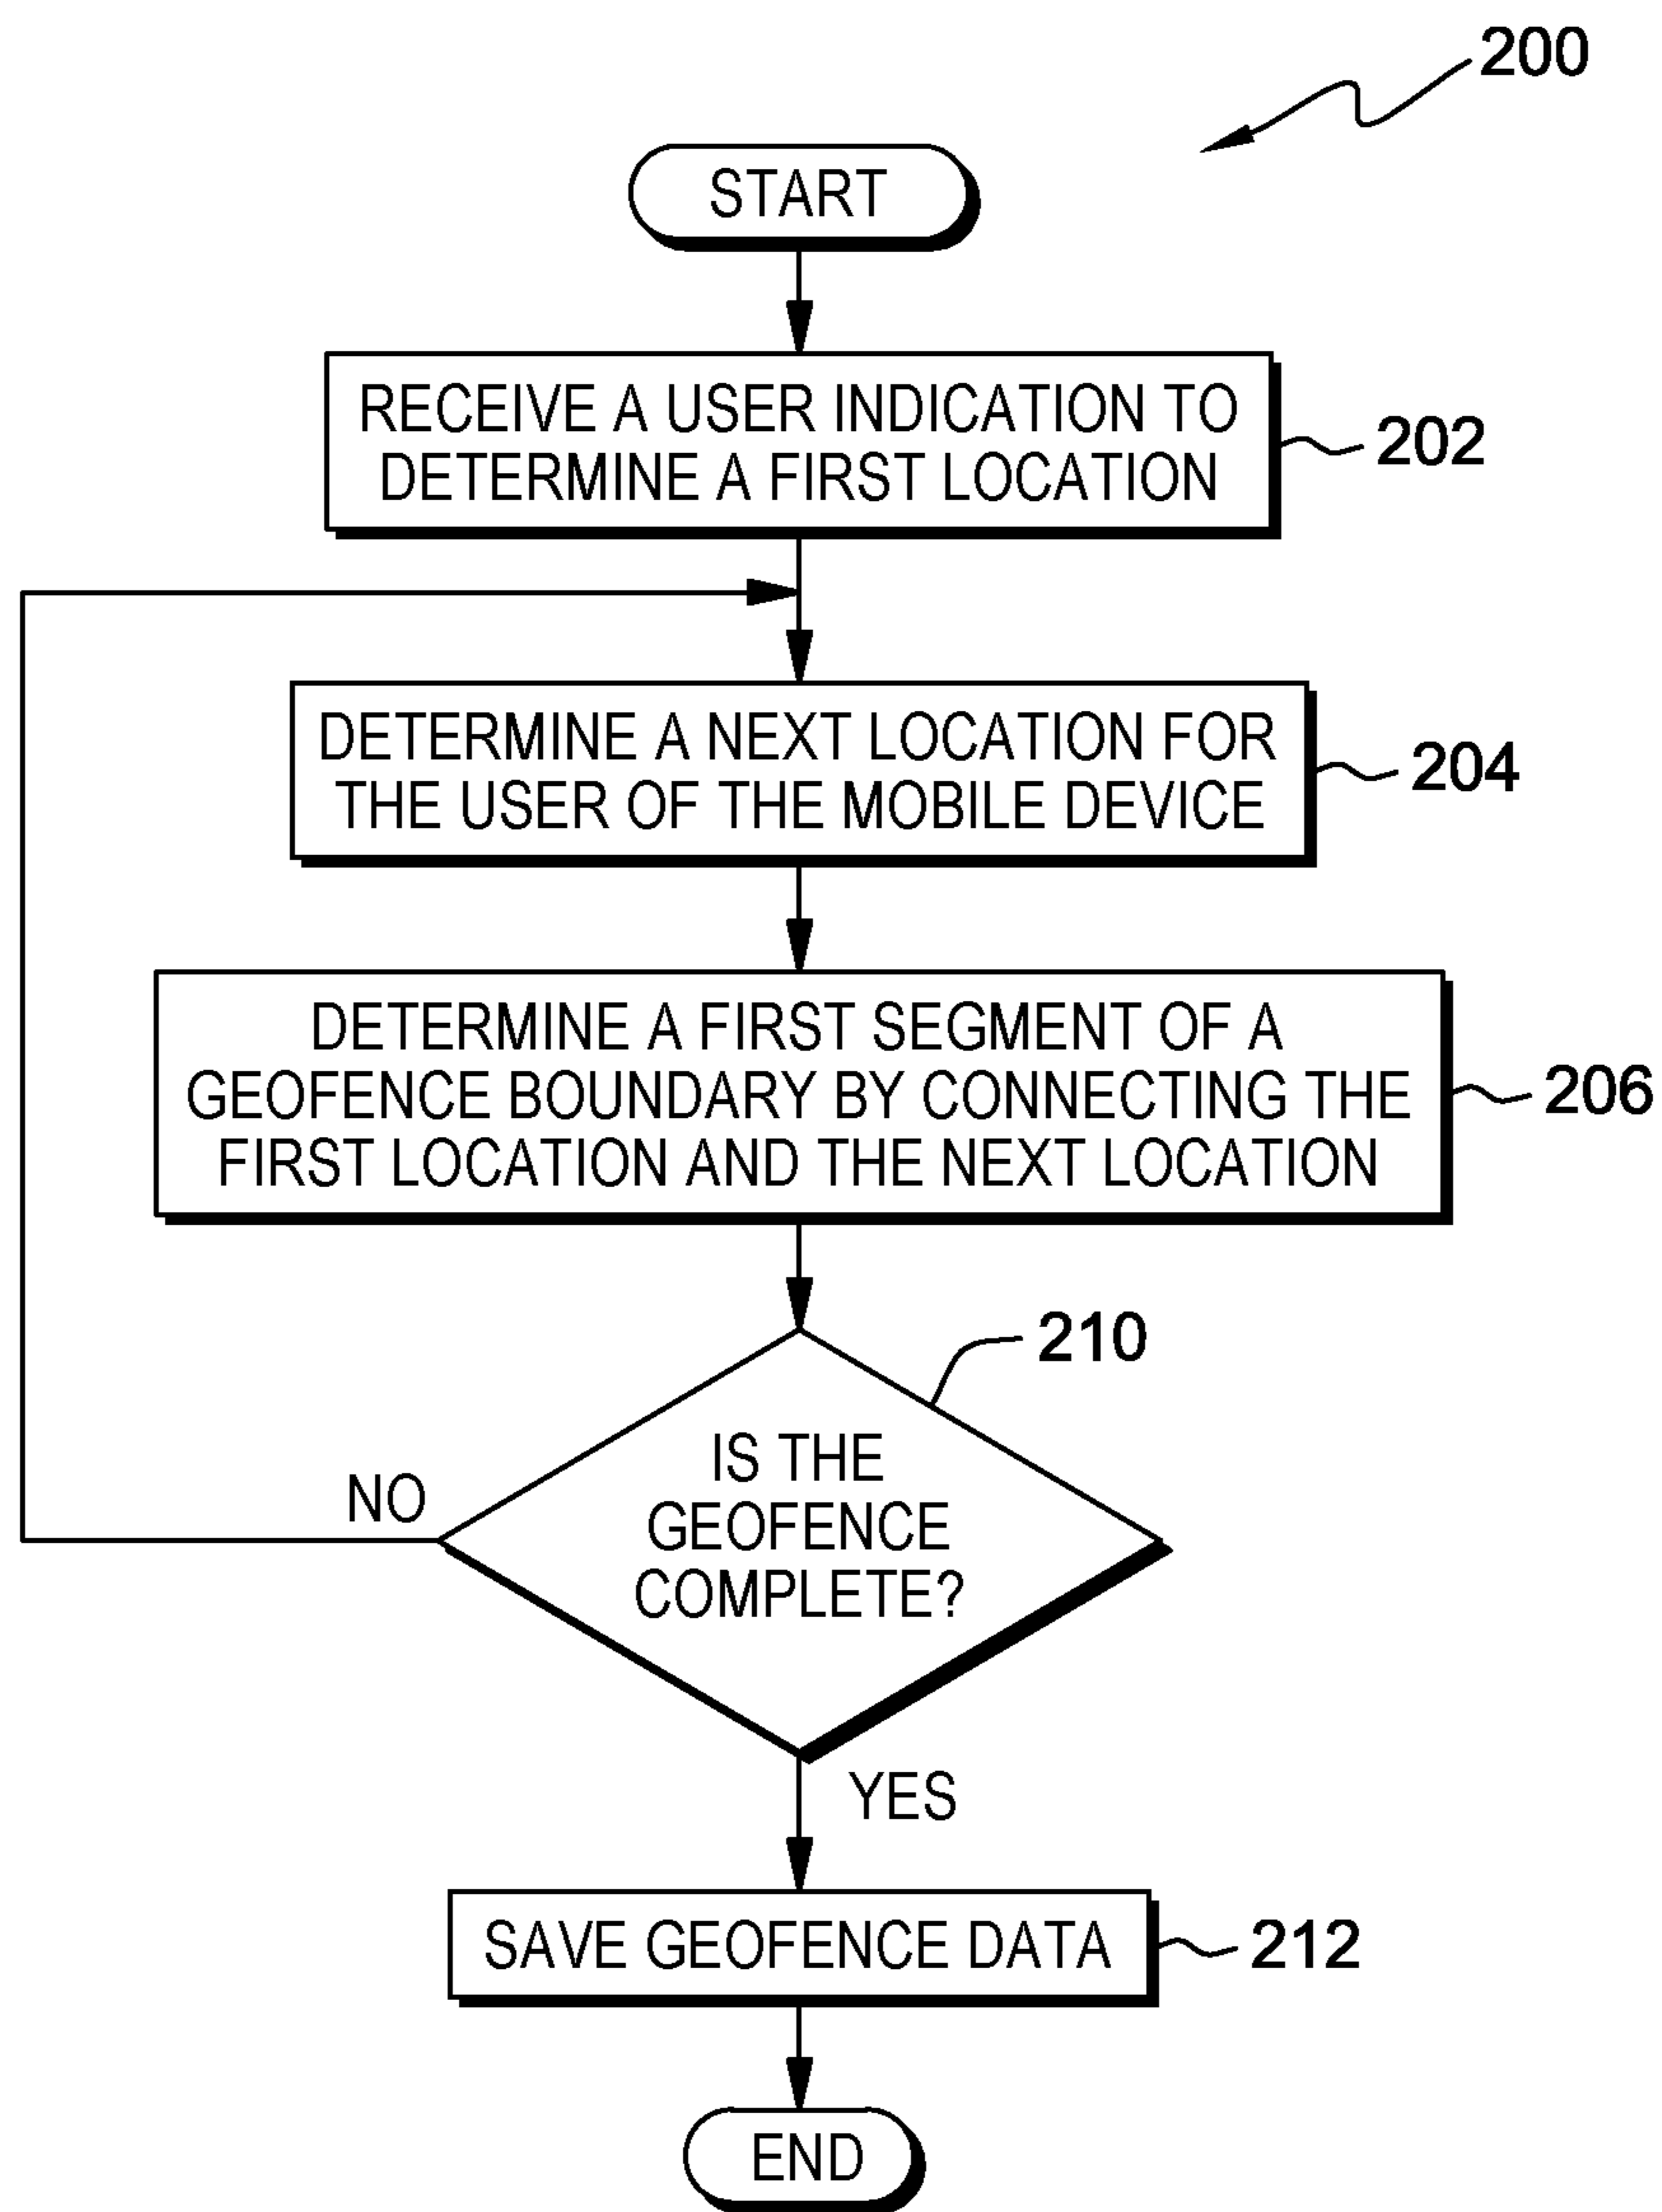 200
START
RECEIVE A USER INDICATION TO
DETERMINE A FIRST LOCATION
202
DETERMINE A NEXT LOCATION FOR
THE USER OF THE MOBILE DEVICE
204
DETERMINE A FIRST SEGMENT OF A
GEOFENCE BOUNDARY BY CONNECTING THE
FIRST LOCATION AND THE NEXT LOCATION
206
210
IS THE
GEOFENCE
COMPLETE?
NO
YES
SAVE GEOFENCE DATA
212
END